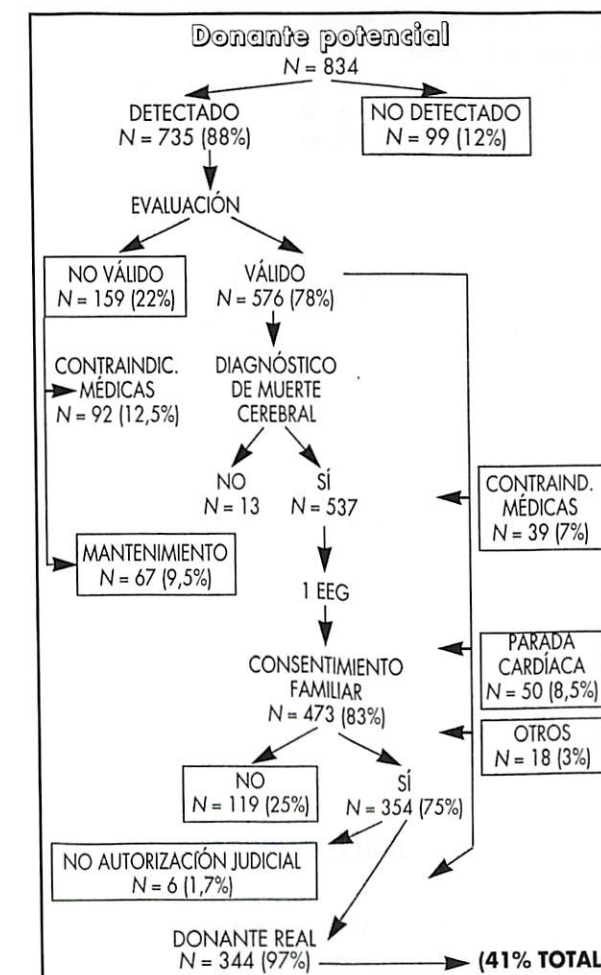 Donante potencial
N = 834
DETECTADO
N = 735 (88%)
NO DETECTADO
N = 99 (12%)
EVALUACIÓN
NO VÁLIDO
N = 159 (22%)
VÁLIDO
N = 576 (78%)
CONTRAINDIC.
MÉDICAS
N = 92 (12,5%)
DIAGNÓSTICO
DE MUERTE
CEREBRAL
NO
N = 13
SÍ
N = 537
CONTRAIND.
MÉDICAS
N = 39 (7%)
MANTENIMIENTO
N = 67 (9,5%)
1 EEG
PARADA
CARDÍACA
N = 50 (8,5%)
CONSENTIMIENTO
FAMILIAR
N = 473 (83%)
OTROS
N = 18 (3%)
NO
N = 119 (25%)
SÍ
N = 354 (75%)
NO AUTORIZACIÓN JUDICIAL
N = 6 (1,7%)
DONANTE REAL
N = 344 (97%)
(41% TOTAL